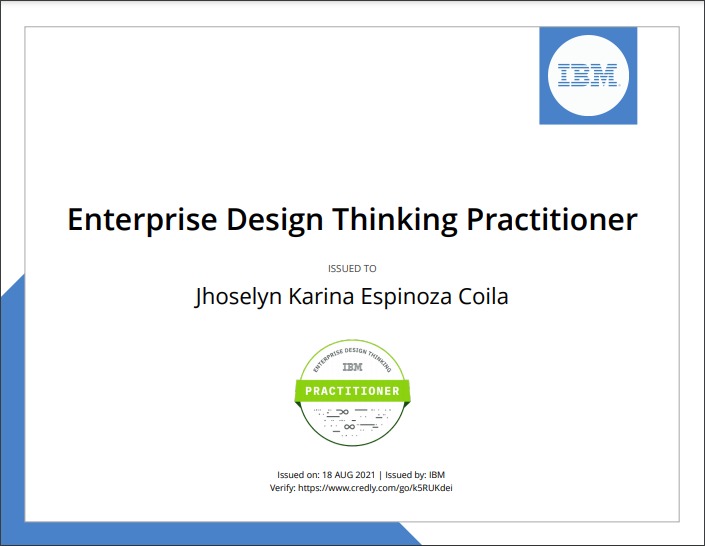 IBM
Enterprise Design Thinking Practitioner
ISSUED TO
Jhoselyn Karina Espinoza Coila
ENTERPRISE DESIGN THINKING
IBM
PRACTITIONER
Issued on: 18 AUG 2021 | Issued by: IBM
Verify: https://www.credly.com/go/k5RUKdei